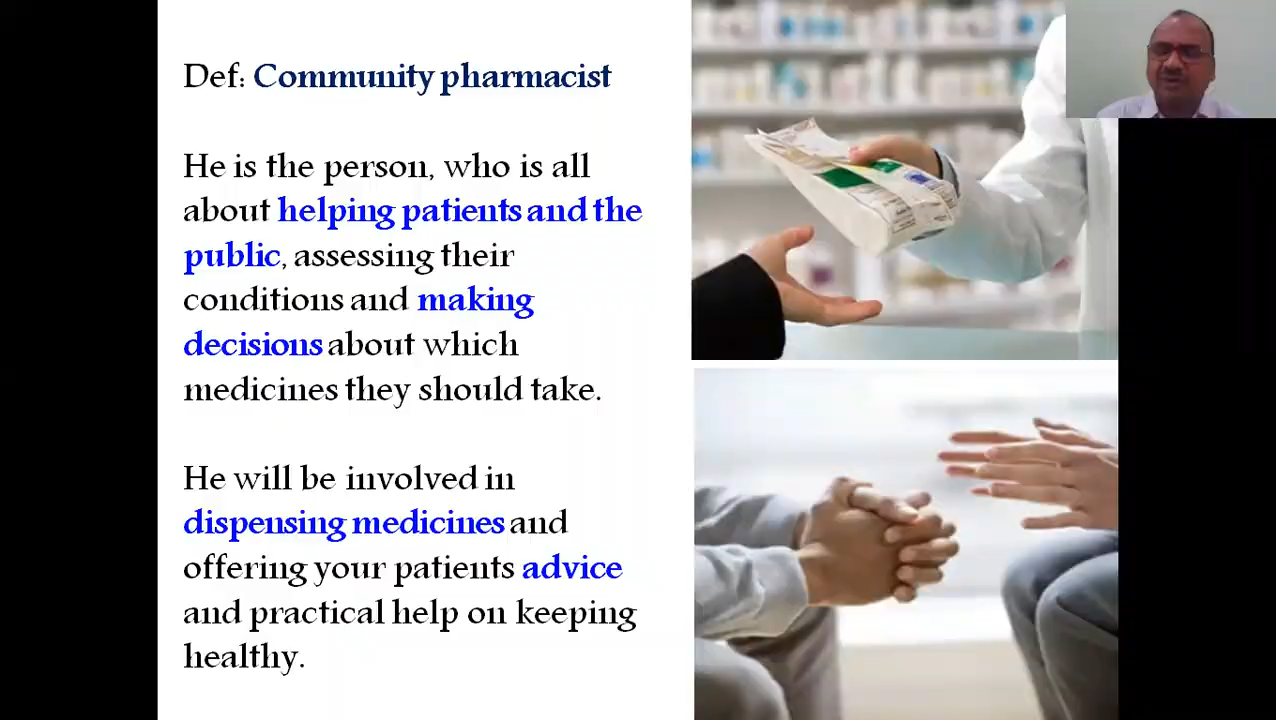 Def: Community pharmacist
He is the person, who is all
about helping patients and the
public, assessing their
conditions and making
decisions about which
medicines they should take.
He will be involved in
dispensing medicines and
offering your patients advice
and practical help on keeping
healthy.